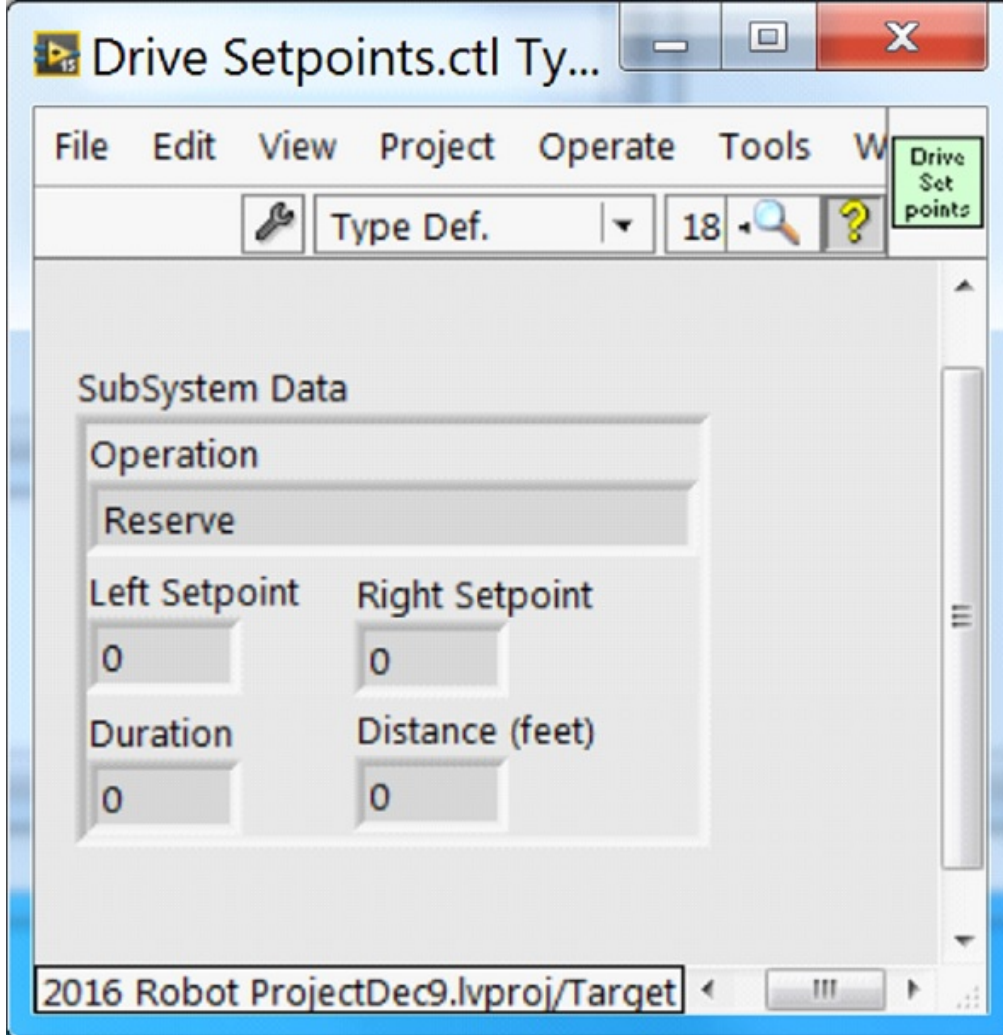 Drive Setpoints.ctl Ty...
File Edit View Project Operate Tools W
Drive
Set
points
Type Def. 18 ?
SubSystem Data
Operation
Reserve
Left Setpoint Right Setpoint
0 0
Duration Distance (feet)
0 0
2016 Robot ProjectDec9.lvproj/Target